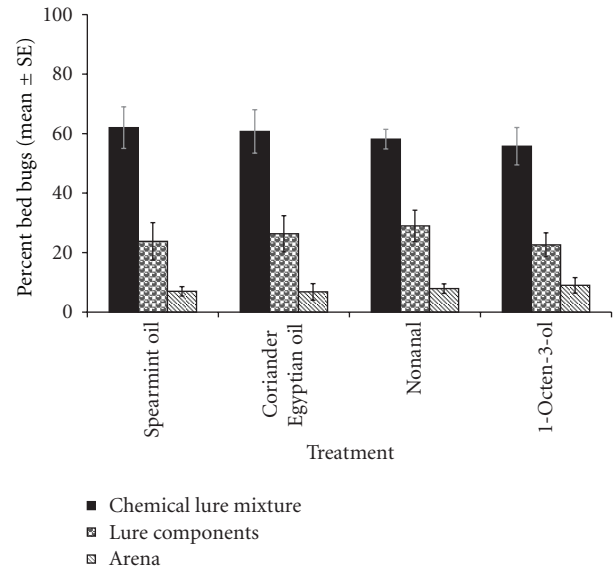 Percent bed bugs (mean ± SE)
100
80
60
40
20
0
Spearmint oil
Coriander
Egyptian oil
Nonanal
1-Octen-3-ol
Treatment
Chemical lure mixture
Lure components
Arena